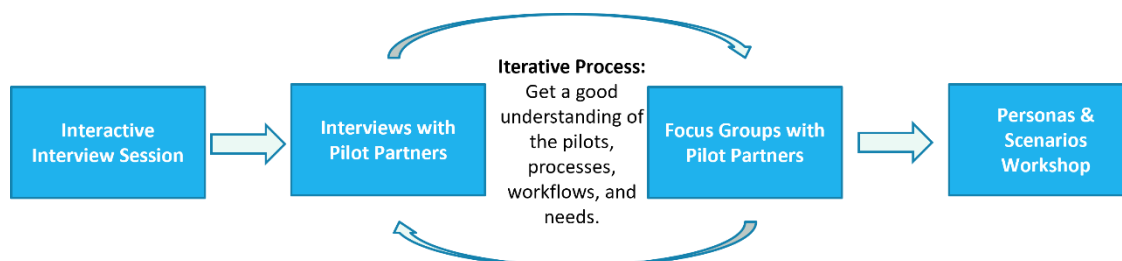 Interactive
Interview Session
Interviews with
Pilot Partners
Iterative Process:
Get a good
understanding of
the pilots,
processes,
workflows, and
needs.
Focus Groups with
Pilot Partners
Personas &
Scenarios
Workshop